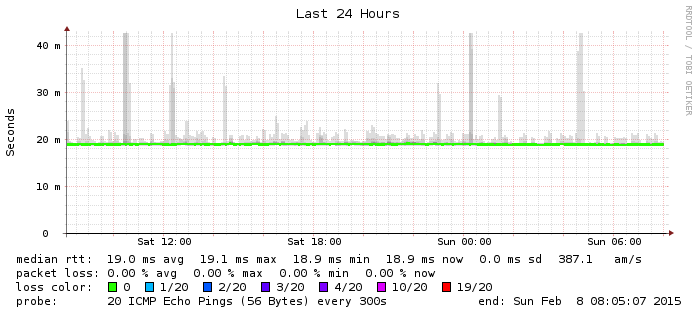 Last 24 Hours
RRDTOOL / TOBI OETIKER
Seconds
40 m
30 m
20 m
10 m
0
Sat 12:00 Sat 18:00 Sun 00:00 Sun 06:00
median rtt: 19.0 ms avg 19.1 ms max 18.9 ms min 18.9 ms now 0.0 ms sd 387.1 am/s
packet loss: 0.00 % avg 0.00 % max 0.00 % min 0.00 % now
loss color: 0 1/20 2/20 3/20 4/20 10/20 19/20
probe: 20 ICMP Echo Pings (56 Bytes) every 300s end: Sun Feb 8 08:05:07 2015